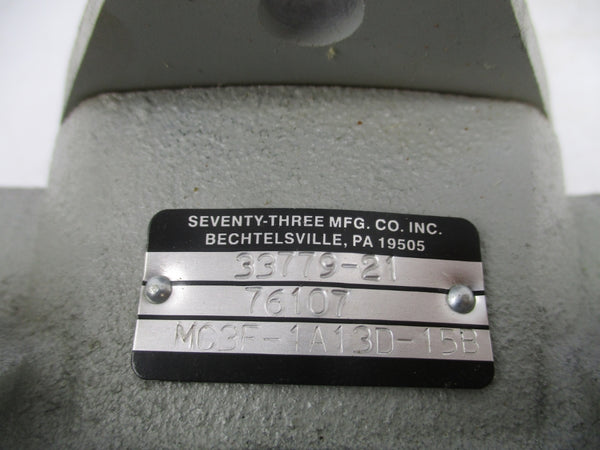 SEVENTY-THREE MFG. CO. INC.
BECHTELSVILLE, PA 19505
33779-21
76107
MC3F-1A13D-15B